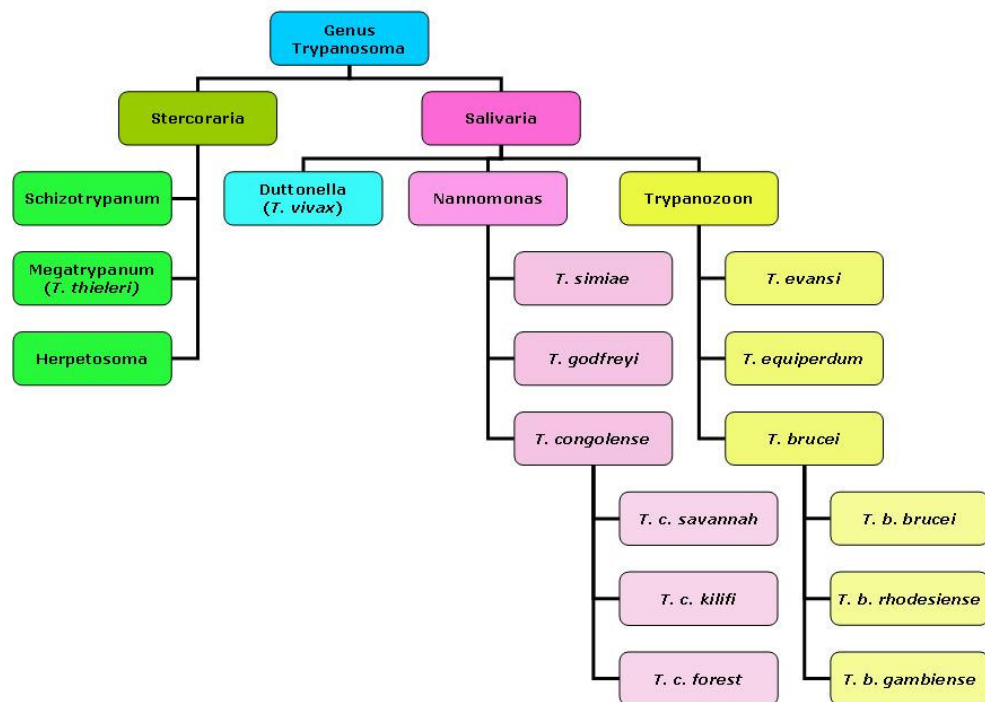 Genus
Trypanosoma
Stercoraria
Salivaria
Schizotrypanum
Duttonella
(T. vivax)
Nannomonas
Trypanozoon
Megatrypanum
(T. thieleri)
T. simiae
T. evansi
Herpetosoma
T. godfreyi
T. equiperdum
T. congolense
T. brucei
T. c. savannah
T. b. brucei
T. c. kilifi
T. b. rhodesiense
T. c. forest
T. b. gambiense